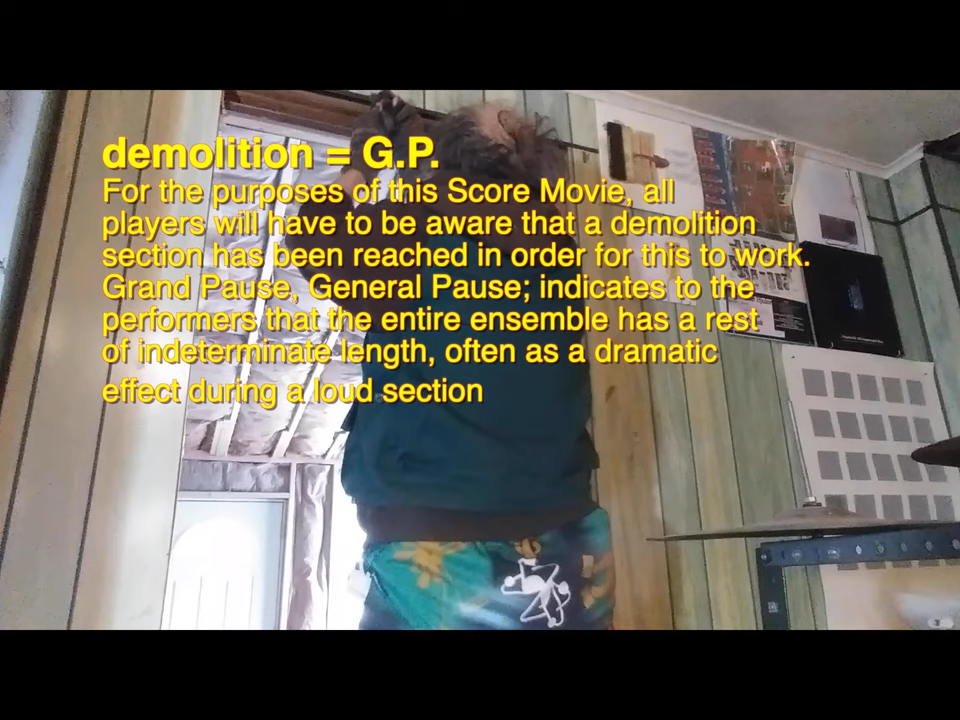 demolition = G.P.
For the purposes of this Score Movie, all
players will have to be aware that a demolition
section has been reached in order for this to work.
Grand Pause, General Pause; indicates to the
performers that the entire ensemble has a rest
of indeterminate length, often as a dramatic
effect during a loud section